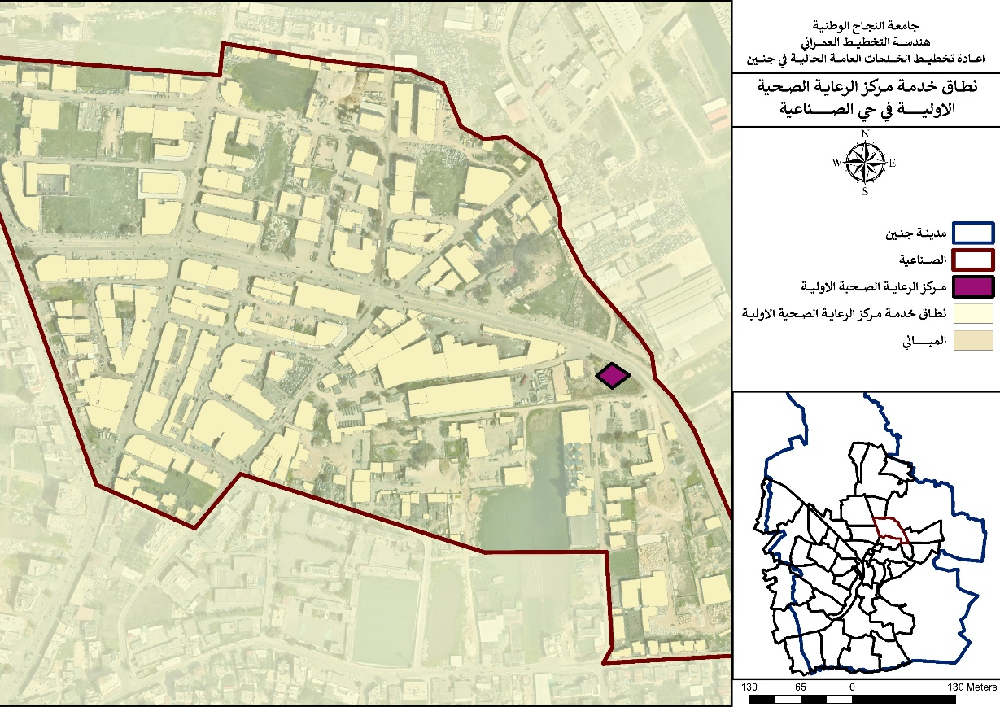 جامعة النجاح الوطنية
هندسة التخطيط العمراني
اعادة تخطيط الخدمات العامة الحالية في جنين
نطاق خدمة مركز الرعاية الصحية
الاولية في حي الصناعية
N
W E
S
مدينة جنين
الصناعية
مركز الرعاية الصحية الاولية
نطاق خدمة مركز الرعاية الصحية الاولية
المباني
130 65 0 130 Meters